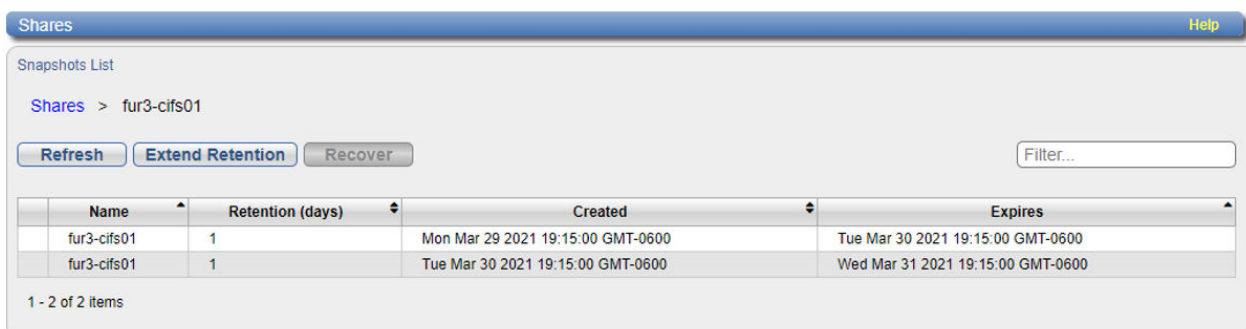 Shares Help
Snapshots List
Shares > fur3-cifs01
Refresh Extend Retention Recover Filter...
Name Retention (days) Created Expires
fur3-cifs01 1 Mon Mar 29 2021 19:15:00 GMT-0600 Tue Mar 30 2021 19:15:00 GMT-0600
fur3-cifs01 1 Tue Mar 30 2021 19:15:00 GMT-0600 Wed Mar 31 2021 19:15:00 GMT-0600
1 - 2 of 2 items